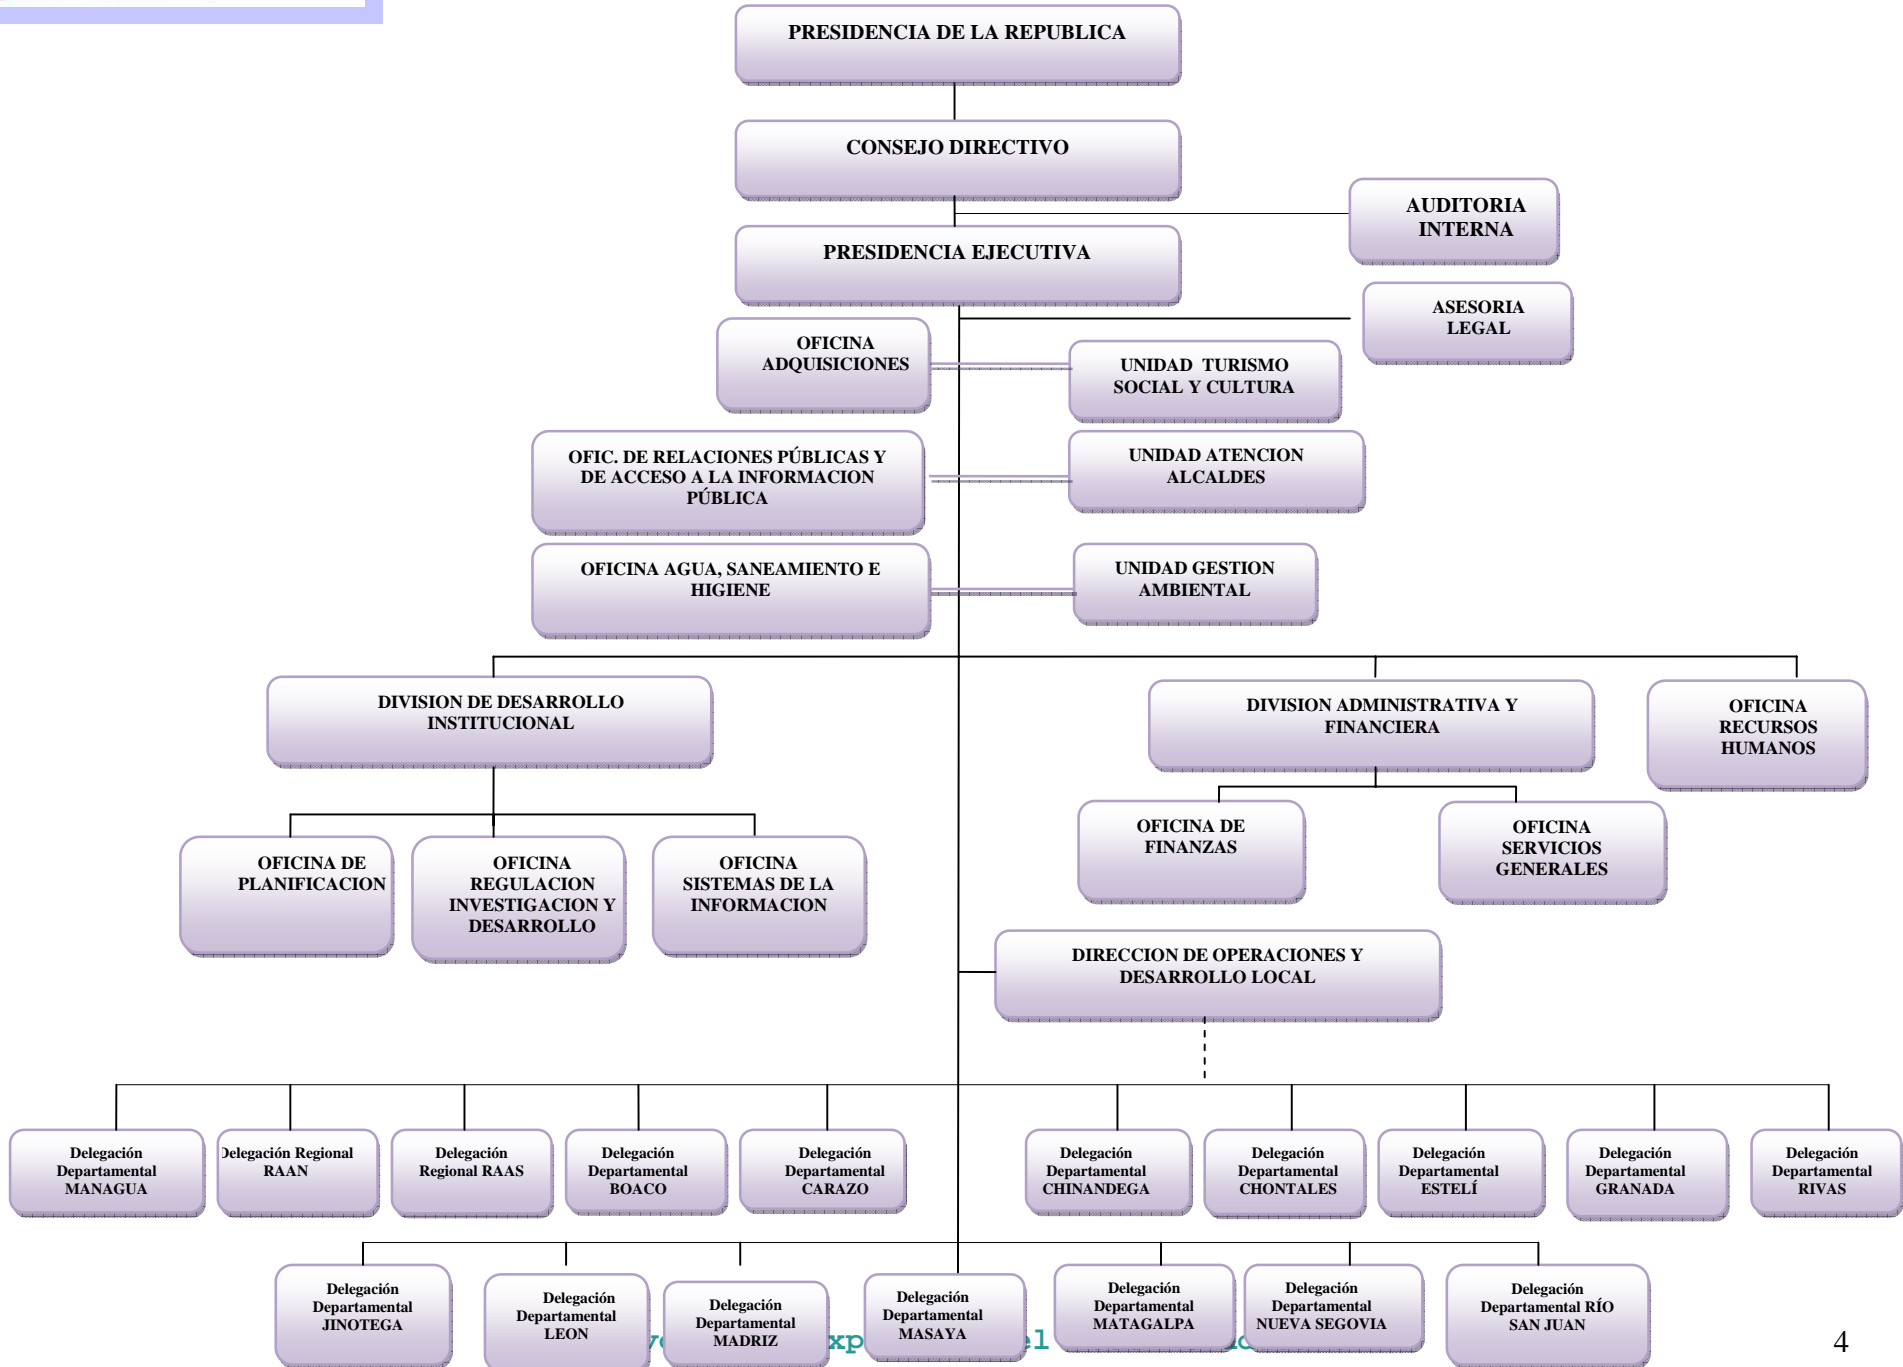 PRESIDENCIA DE LA REPUBLICA
CONSEJO DIRECTIVO
AUDITORIA
INTERNA
PRESIDENCIA EJECUTIVA
ASESORIA
LEGAL
OFICINA
ADQUISICIONES
UNIDAD TURISMO
SOCIAL Y CULTURA
OFIC. DE RELACIONES PÚBLICAS Y
DE ACCESO A LA INFORMACION
PÚBLICA
UNIDAD ATENCION
ALCALDES
OFICINA AGUA, SANEAMIENTO E
HIGIENE
UNIDAD GESTION
AMBIENTAL
DIVISION DE DESARROLLO
INSTITUCIONAL
DIVISION ADMINISTRATIVA Y
FINANCIERA
OFICINA
RECURSOS
HUMANOS
OFICINA DE
PLANIFICACION
OFICINA
REGULACION
INVESTIGACION Y
DESARROLLO
OFICINA
SISTEMAS DE LA
INFORMACION
OFICINA DE
FINANZAS
OFICINA
SERVICIOS
GENERALES
DIRECCION DE OPERACIONES Y
DESARROLLO LOCAL
Delegación
Departamental
MANAGUA
Delegación Regional
RAAN
Delegación
Regional RAAS
Delegación
Departamental
BOACO
Delegación
Departamental
CARAZO
Delegación
Departamental
CHINANDEGA
Delegación
Departamental
CHONTALES
Delegación
Departamental
ESTELÍ
Delegación
Departamental
GRANADA
Delegación
Departamental
RIVAS
Delegación
Departamental
JINOTEGA
Delegación
Departamental
LEON
Delegación
Departamental
MADRIZ
Delegación
Departamental
MASAYA
Delegación
Departamental
MATAGALPA
Delegación
Departamental
NUEVA SEGOVIA
Delegación
Departamental RÍO
SAN JUAN
4